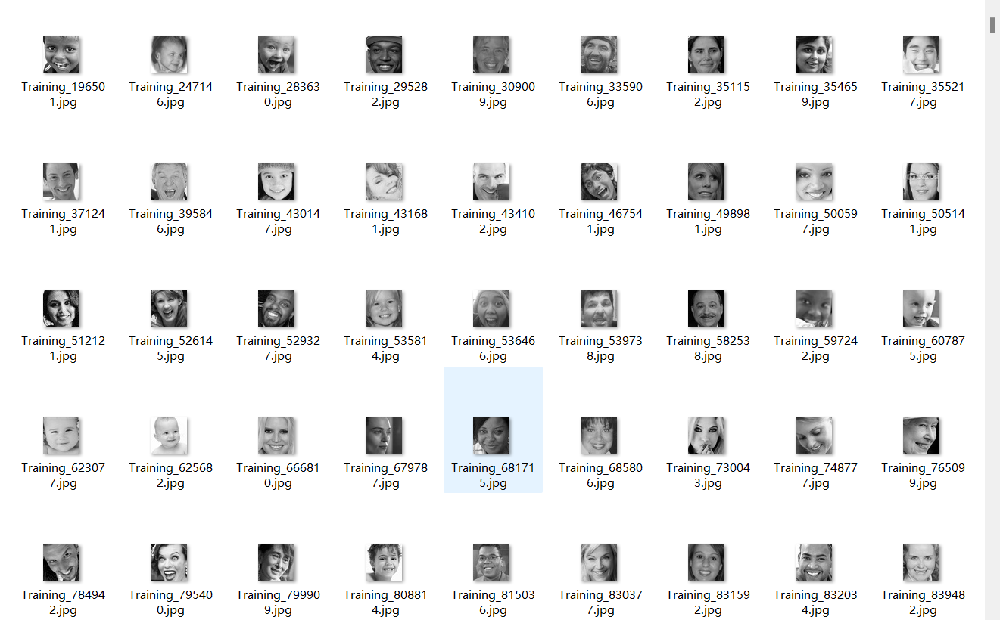 Training_19650 Training_24714 Training_28363 Training_29528 Training_30900 Training_33590 Training_35115 Training_35465 Training_35521
1.jpg 6.jpg 0.jpg 2.jpg 9.jpg 6.jpg 2.jpg 9.jpg 7.jpg
Training_37124 Training_39584 Training_43014 Training_43168 Training_43410 Training_46754 Training_49898 Training_50059 Training_50514
1.jpg 6.jpg 7.jpg 1.jpg 2.jpg 1.jpg 1.jpg 7.jpg 1.jpg
Training_51212 Training_52614 Training_52932 Training_53581 Training_53646 Training_53973 Training_58253 Training_59724 Training_60787
1.jpg 5.jpg 7.jpg 4.jpg 6.jpg 8.jpg 8.jpg 2.jpg 5.jpg
Training_62307 Training_62568 Training_66681 Training_67978 Training_68171 Training_68580 Training_73004 Training_74877 Training_76509
7.jpg 2.jpg 0.jpg 7.jpg 5.jpg 6.jpg 3.jpg 7.jpg 9.jpg
Training_78494 Training_79540 Training_79990 Training_80881 Training_81503 Training_83037 Training_83159 Training_83203 Training_83948
2.jpg 0.jpg 9.jpg 4.jpg 6.jpg 7.jpg 2.jpg 4.jpg 2.jpg